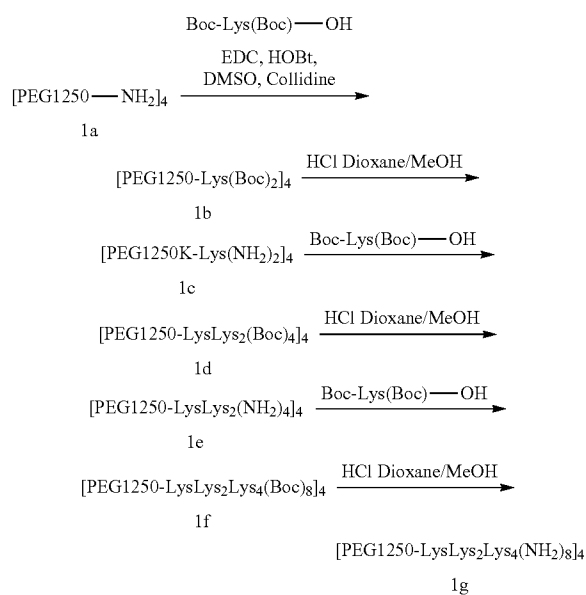 Boc-Lys(Boc)—OH
EDC, HOBt,
DMSO, Collidine
[PEG1250—NH2]4
1a
HCl Dioxane/MeOH
[PEG1250-Lys(Boc)2]4
1b
Boc-Lys(Boc)—OH
[PEG1250K-Lys(NH2)2]4
1c
HCl Dioxane/MeOH
[PEG1250-LysLys2(Boc)4]4
1d
Boc-Lys(Boc)—OH
[PEG1250-LysLys2(NH2)4]4
1e
HCl Dioxane/MeOH
[PEG1250-LysLys2Lys4(Boc)8]4
1f
[PEG1250-LysLys2Lys4(NH2)8]4
1g